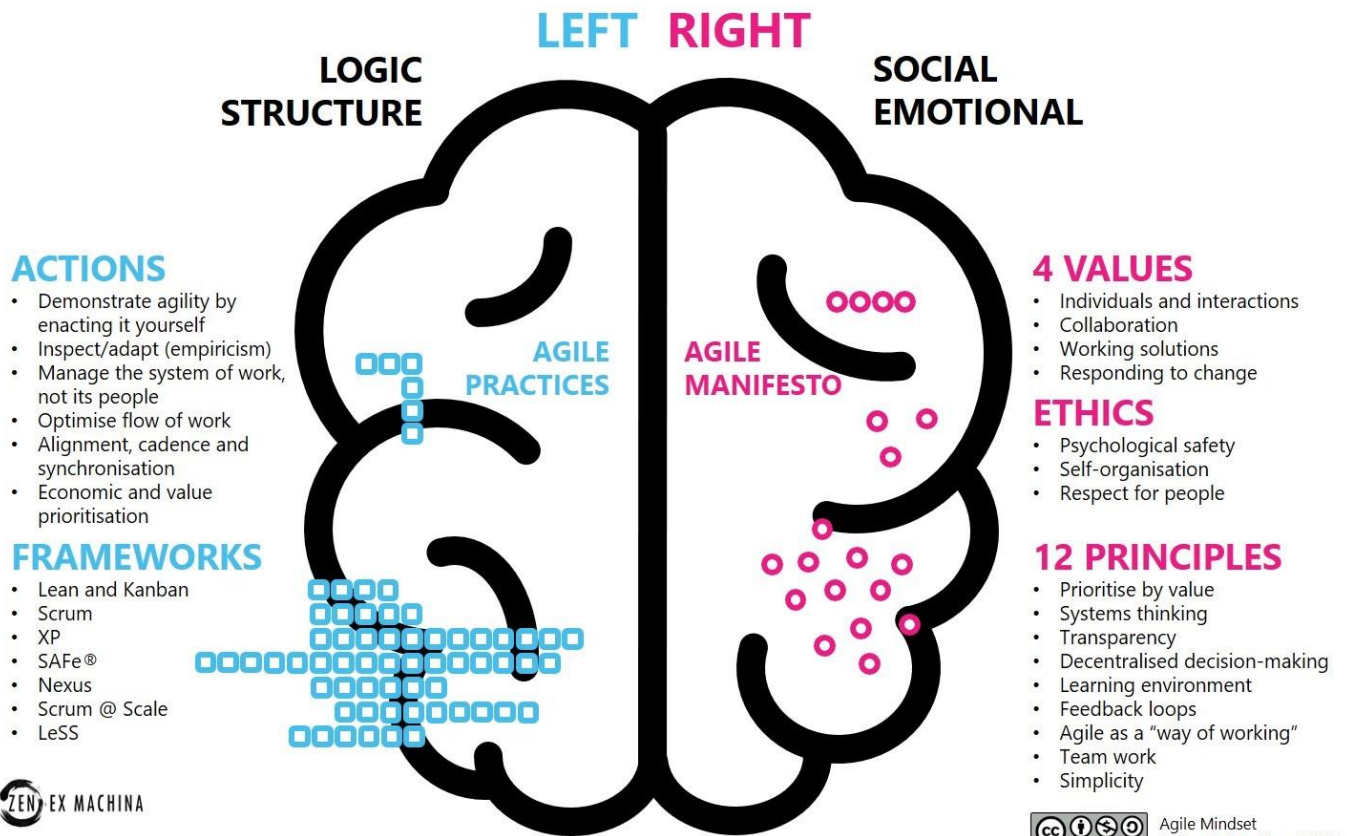 LEFT RIGHT
LOGIC
STRUCTURE
SOCIAL
EMOTIONAL
ACTIONS
• Demonstrate agility by
enacting it yourself
• Inspect/adapt (empiricism)
• Manage the system of work,
not its people
• Optimise flow of work
• Alignment, cadence and
synchronisation
• Economic and value
prioritisation
FRAMEWORKS
• Lean and Kanban
• Scrum
• XP
• SAFe®
• Nexus
• Scrum @ Scale
• LeSS
AGILE
PRACTICES
AGILE
MANIFESTO
4 VALUES
• Individuals and interactions
• Collaboration
• Working solutions
• Responding to change
ETHICS
• Psychological safety
• Self-organisation
• Respect for people
12 PRINCIPLES
• Prioritise by value
• Systems thinking
• Transparency
• Decentralised decision-making
• Learning environment
• Feedback loops
• Agile as a “way of working”
• Team work
• Simplicity
ZEN EX MACHINA
cc
Agile Mindset